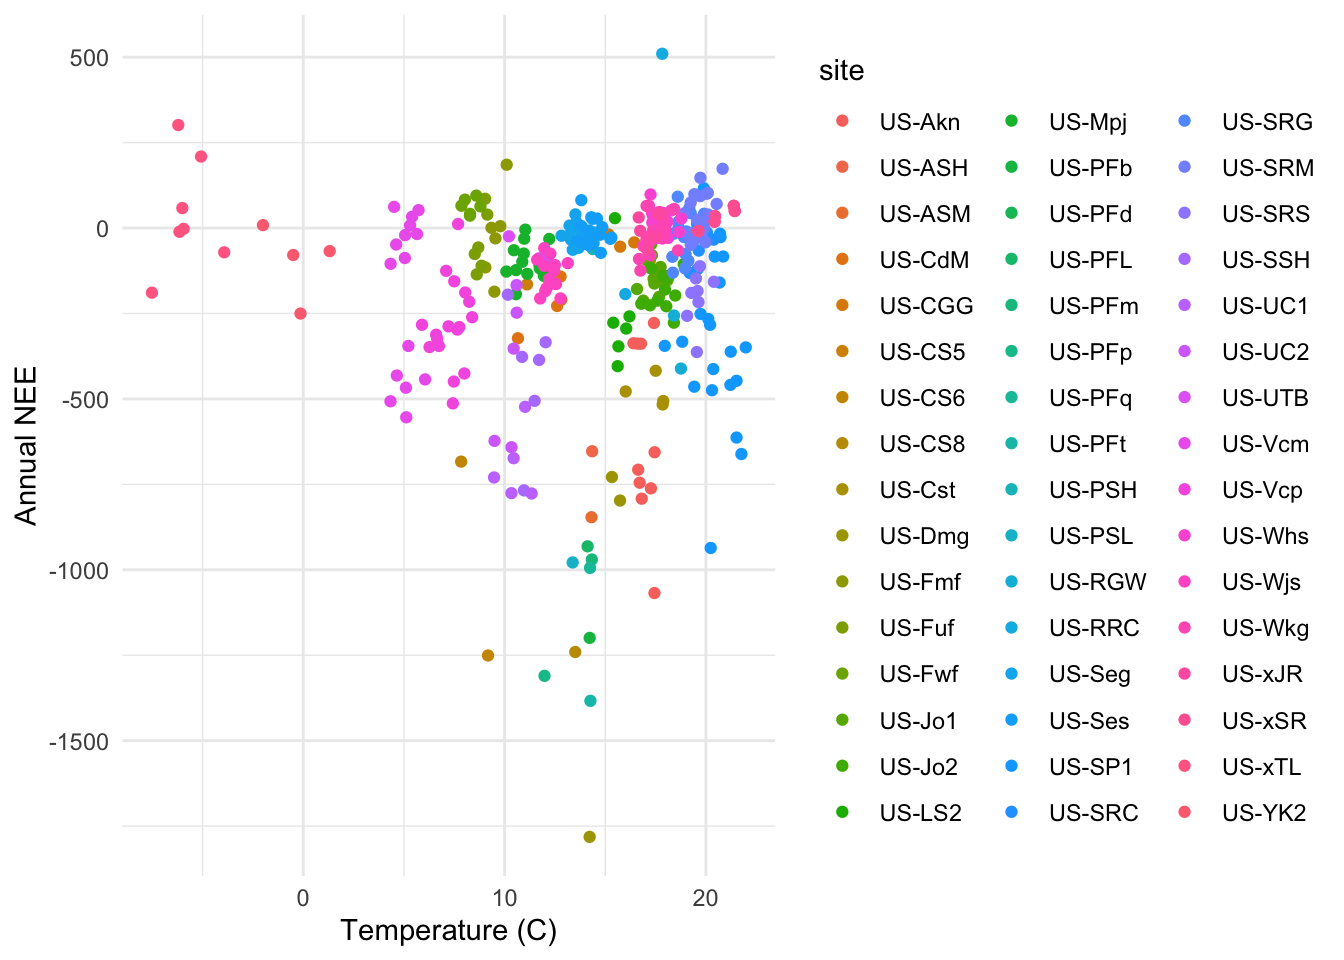 500
0
-500
-1000
-1500
Annual NEE
0 10 20
Temperature (C)
site
US-Akn US-Mpj US-SRG
US-ASH US-PFb US-SRM
US-ASM US-PFd US-SRS
US-CdM US-PFL US-SSH
US-CGG US-PFm US-UC1
US-CS5 US-PFp US-UC2
US-CS6 US-PFq US-UTB
US-CS8 US-PFt US-Vcm
US-Cst US-PSH US-Vcp
US-Dmg US-PSL US-Whs
US-Fmf US-RGW US-Wjs
US-Fuf US-RRC US-Wkg
US-Fwf US-Seg US-xJR
US-Jo1 US-Ses US-xSR
US-Jo2 US-SP1 US-xTL
US-LS2 US-SRC US-YK2